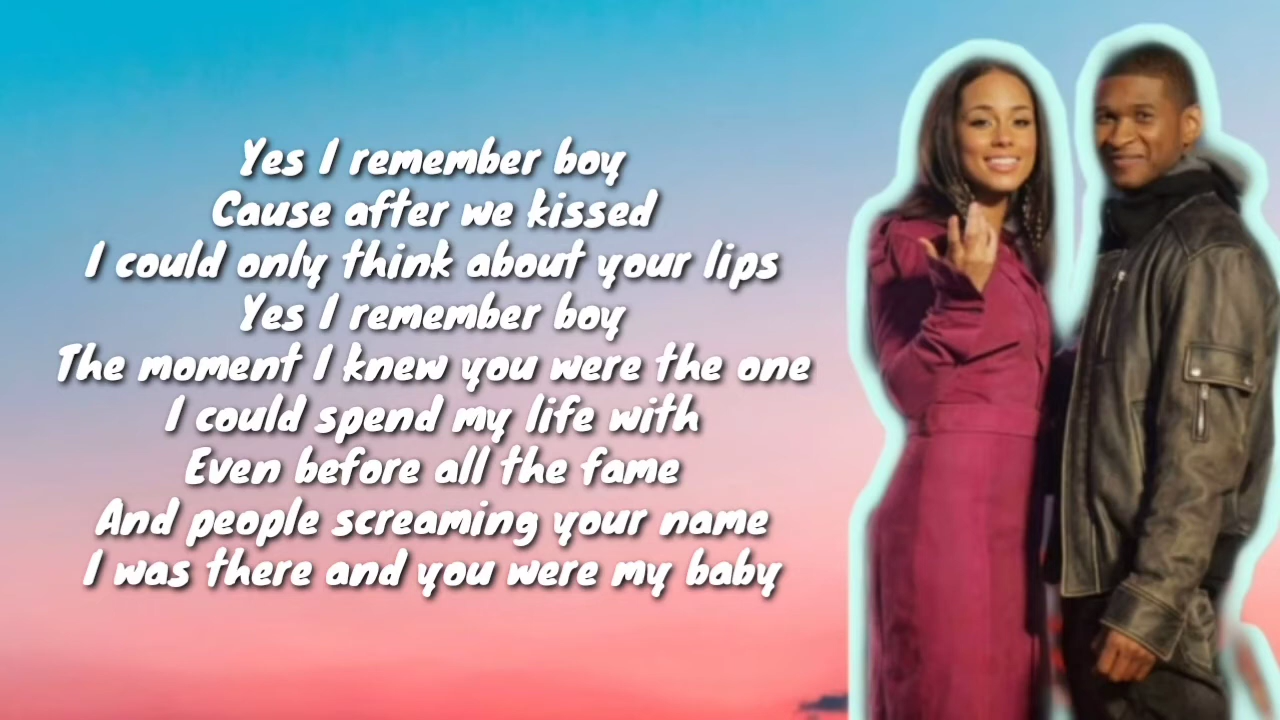 Yes I remember boy
Cause after we kissed
I could only think about your lips
Yes I remember boy
The moment I knew you were the one
I could spend my life with
Even before all the fame
And people screaming your name
I was there and you were my baby